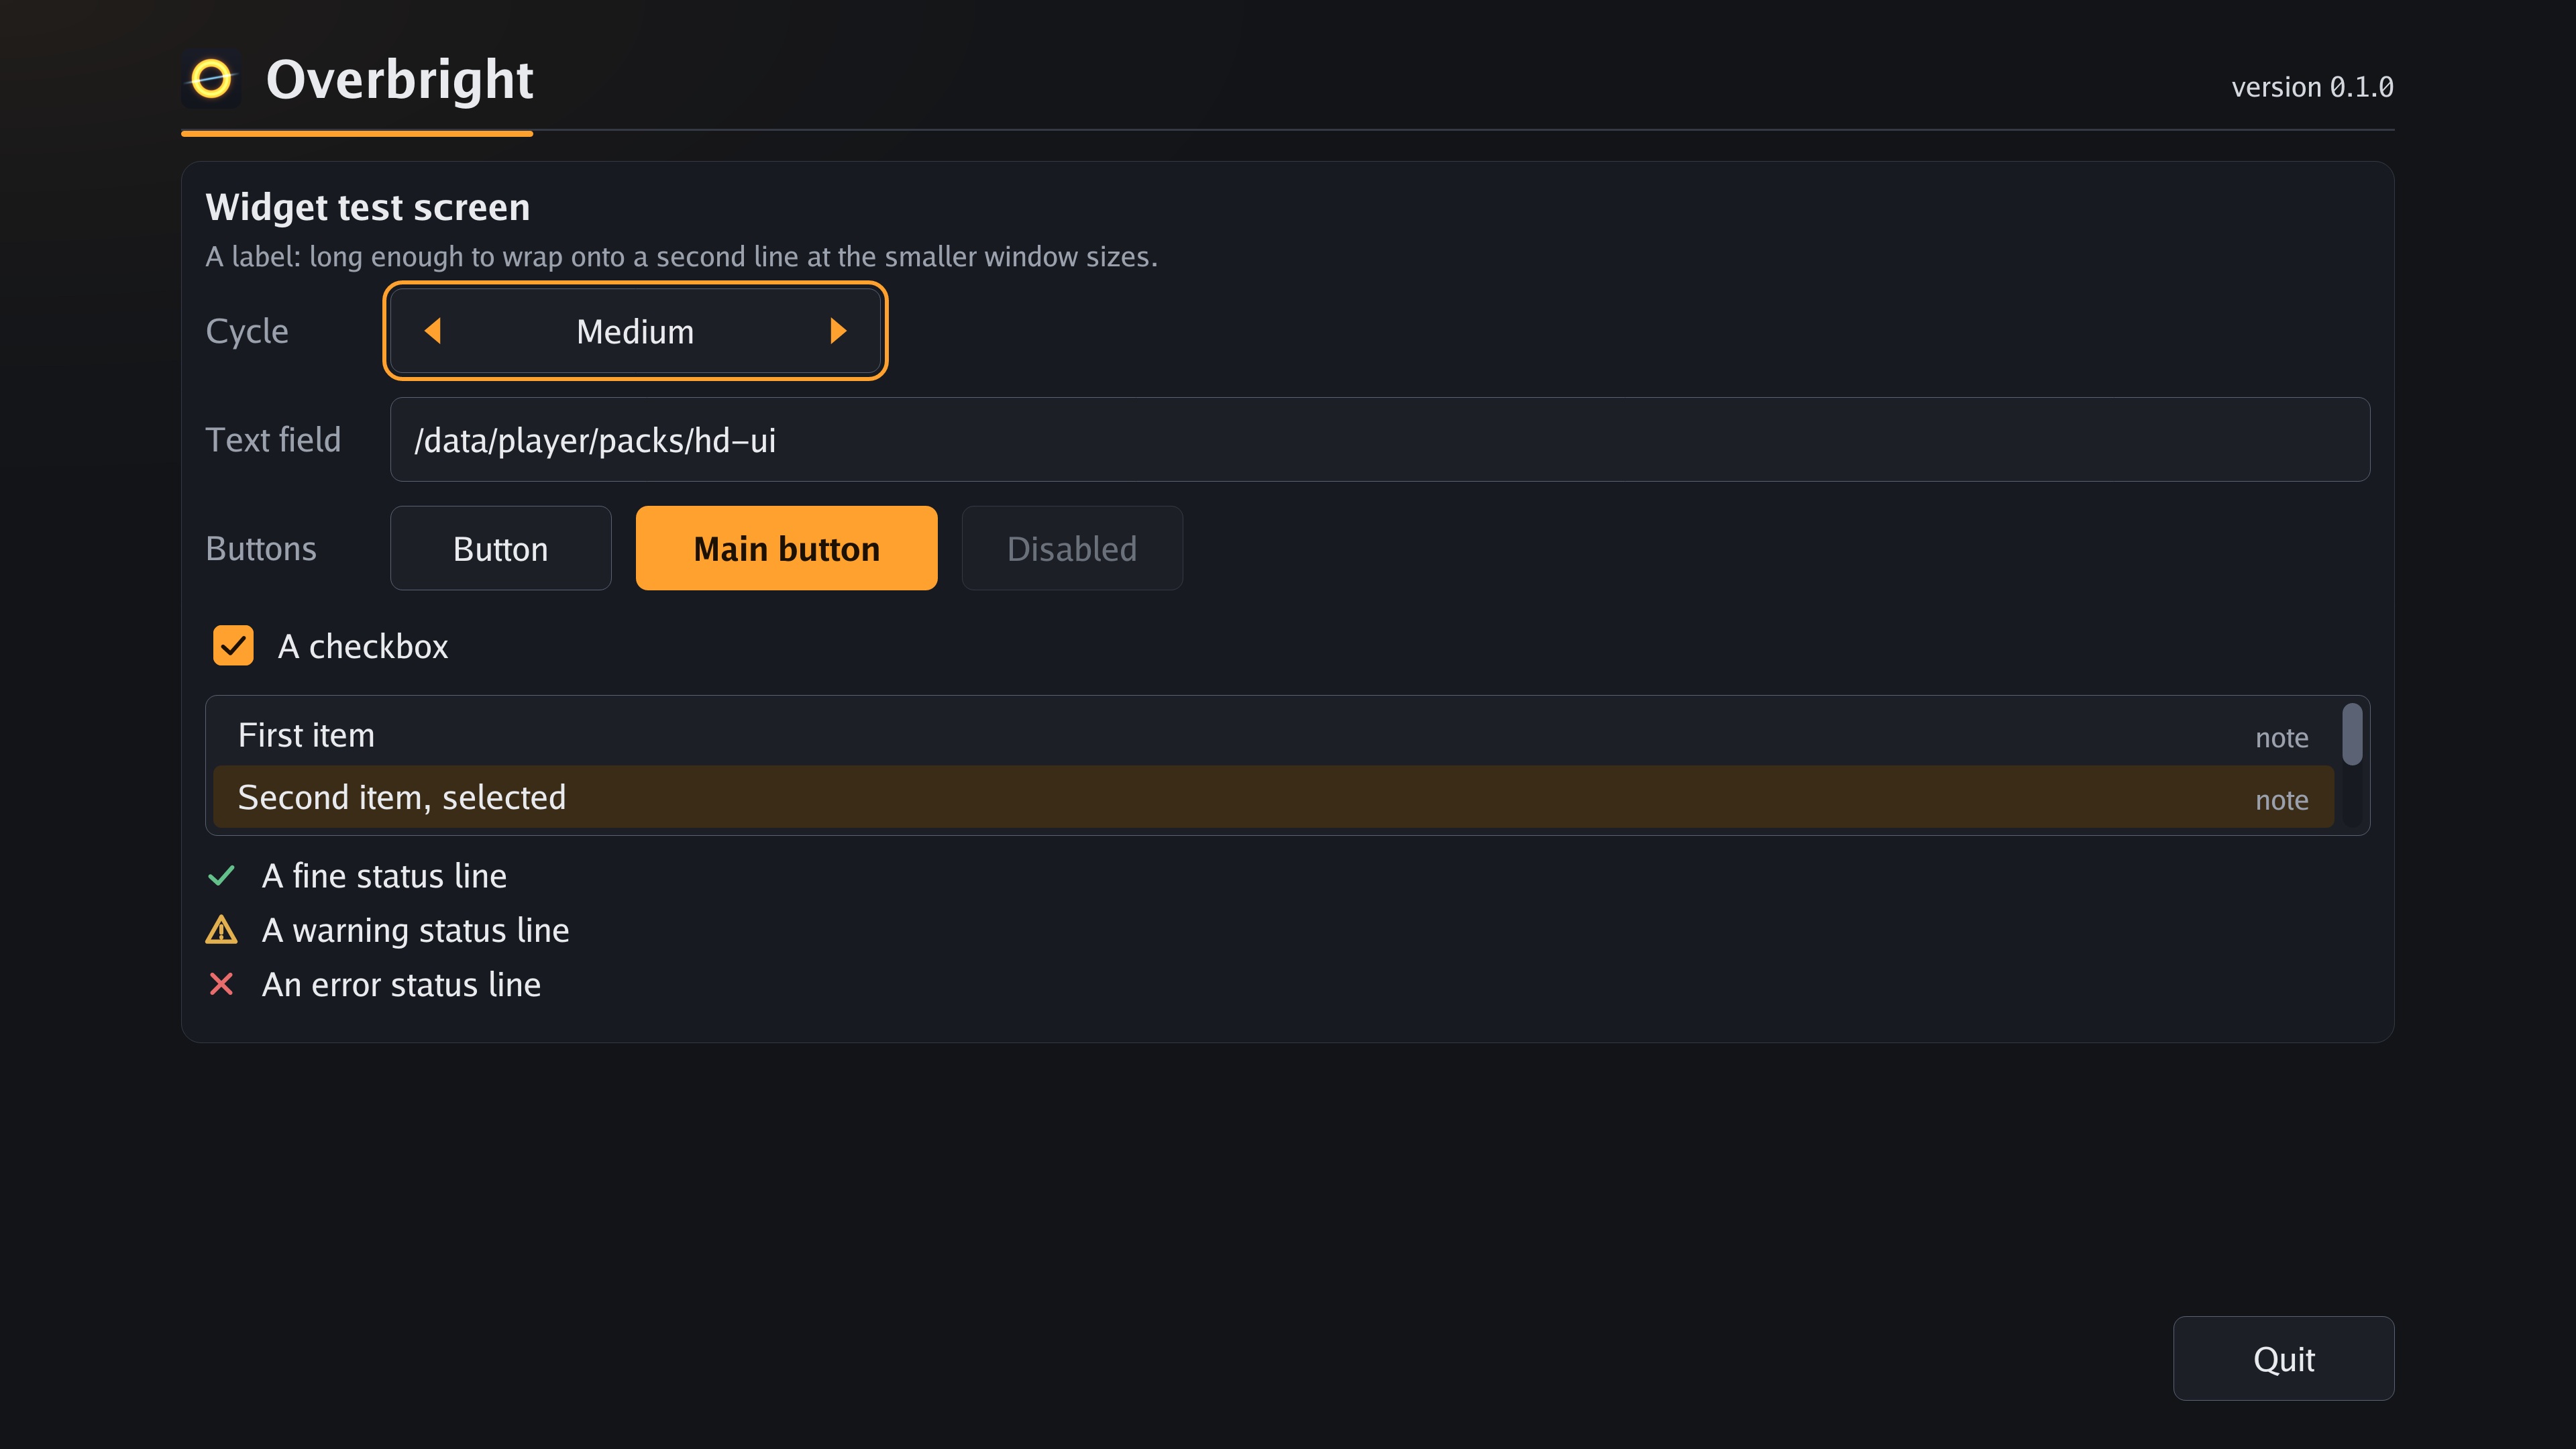 Overbright
version 0.1.0
Widget test screen
A label: long enough to wrap onto a second line at the smaller window sizes.
Cycle
Medium
Text field
/data/player/packs/hd-ui
Buttons
Button
Main button
Disabled
A checkbox
First item
note
Second item, selected
note
A fine status line
A warning status line
An error status line
Quit